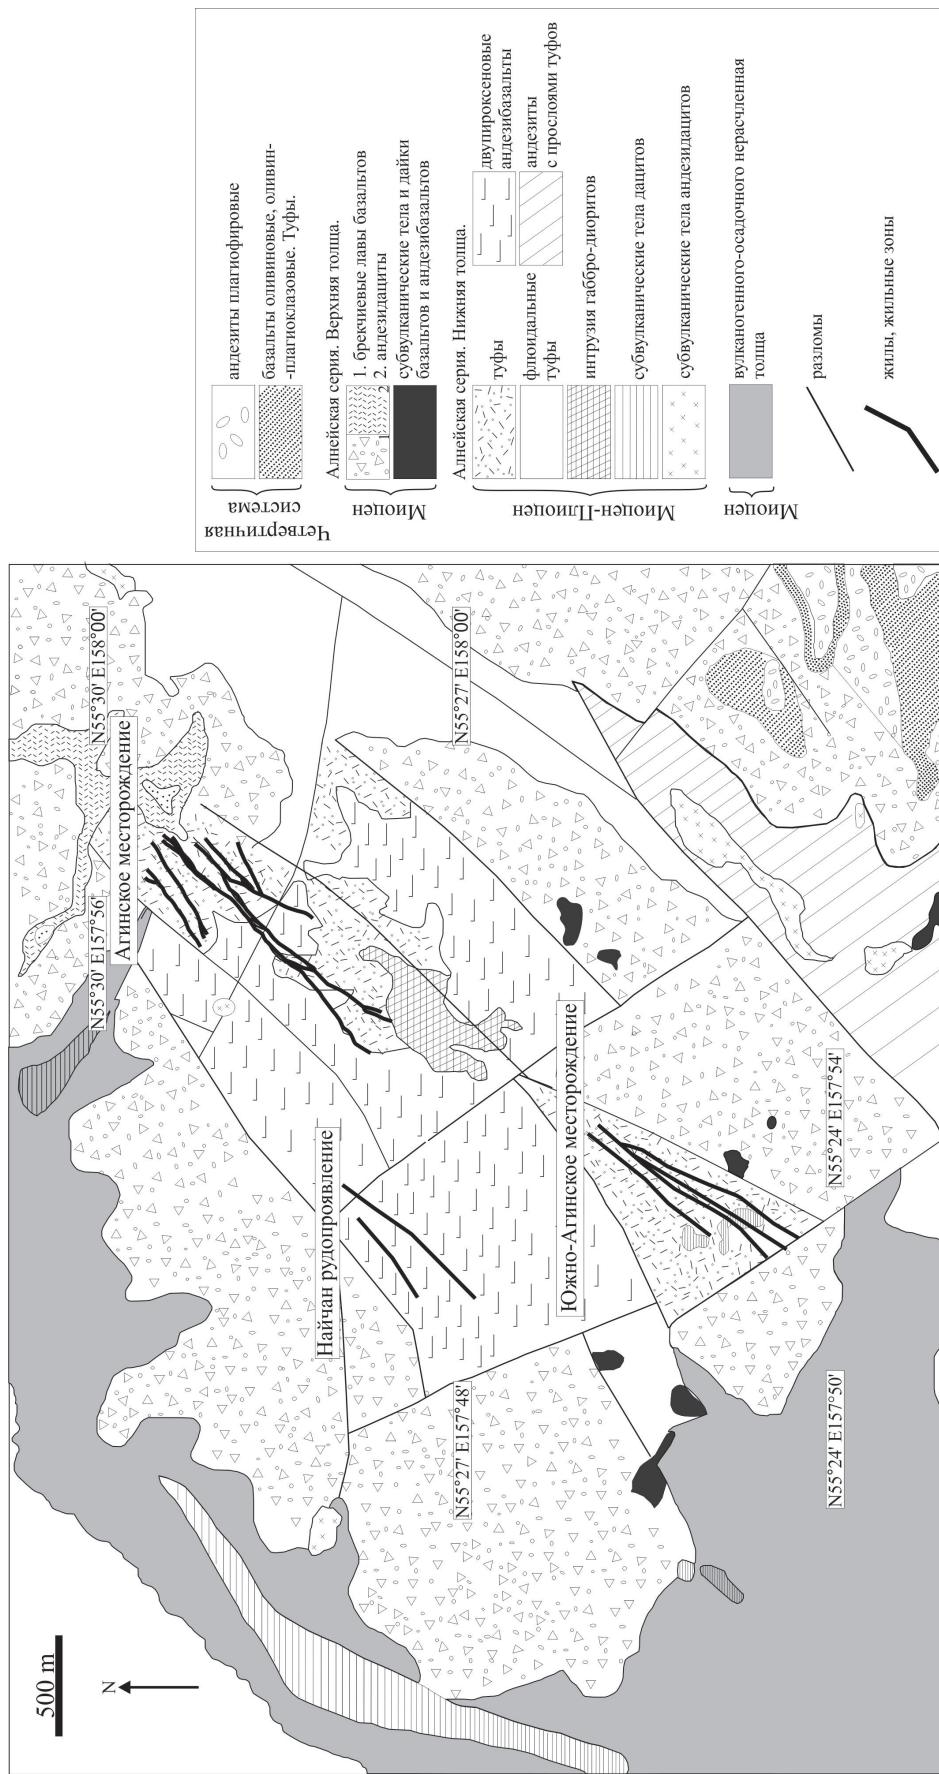 500 m
N
N55°30' E157°56'
N55°30' E158°00'
Агинское месторождение
Найчан рудопроявление
N55°27' E157°48'
N55°27' E158°00'
Южно-Агинское месторождение
N55°24' E157°50'
N55°24' E157°54'
Четвертичная
система
андезиты плагиофировые
базальты оливиновые, оливин-
-плагиоклазовые. Туфы.
Миоцен
Алнейская серия. Верхняя толща.
1
2
1. брекчиевые лавы базальтов
2. андезидациты
субвулканические тела и дайки
базальтов и андезибазальтов
Миоцен-Плиоцен
Алнейская серия. Нижняя толща.
туфы
двупироксеновые
андезибазальты
флюидальные
туфы
андезиты
с прослоями туфов
интрузия габбро-диоритов
субвулканические тела дацитов
субвулканические тела андезидацитов
Миоцен
вулканогенного-осадочного нерасчленная
толща
разломы
жилы, жильные зоны